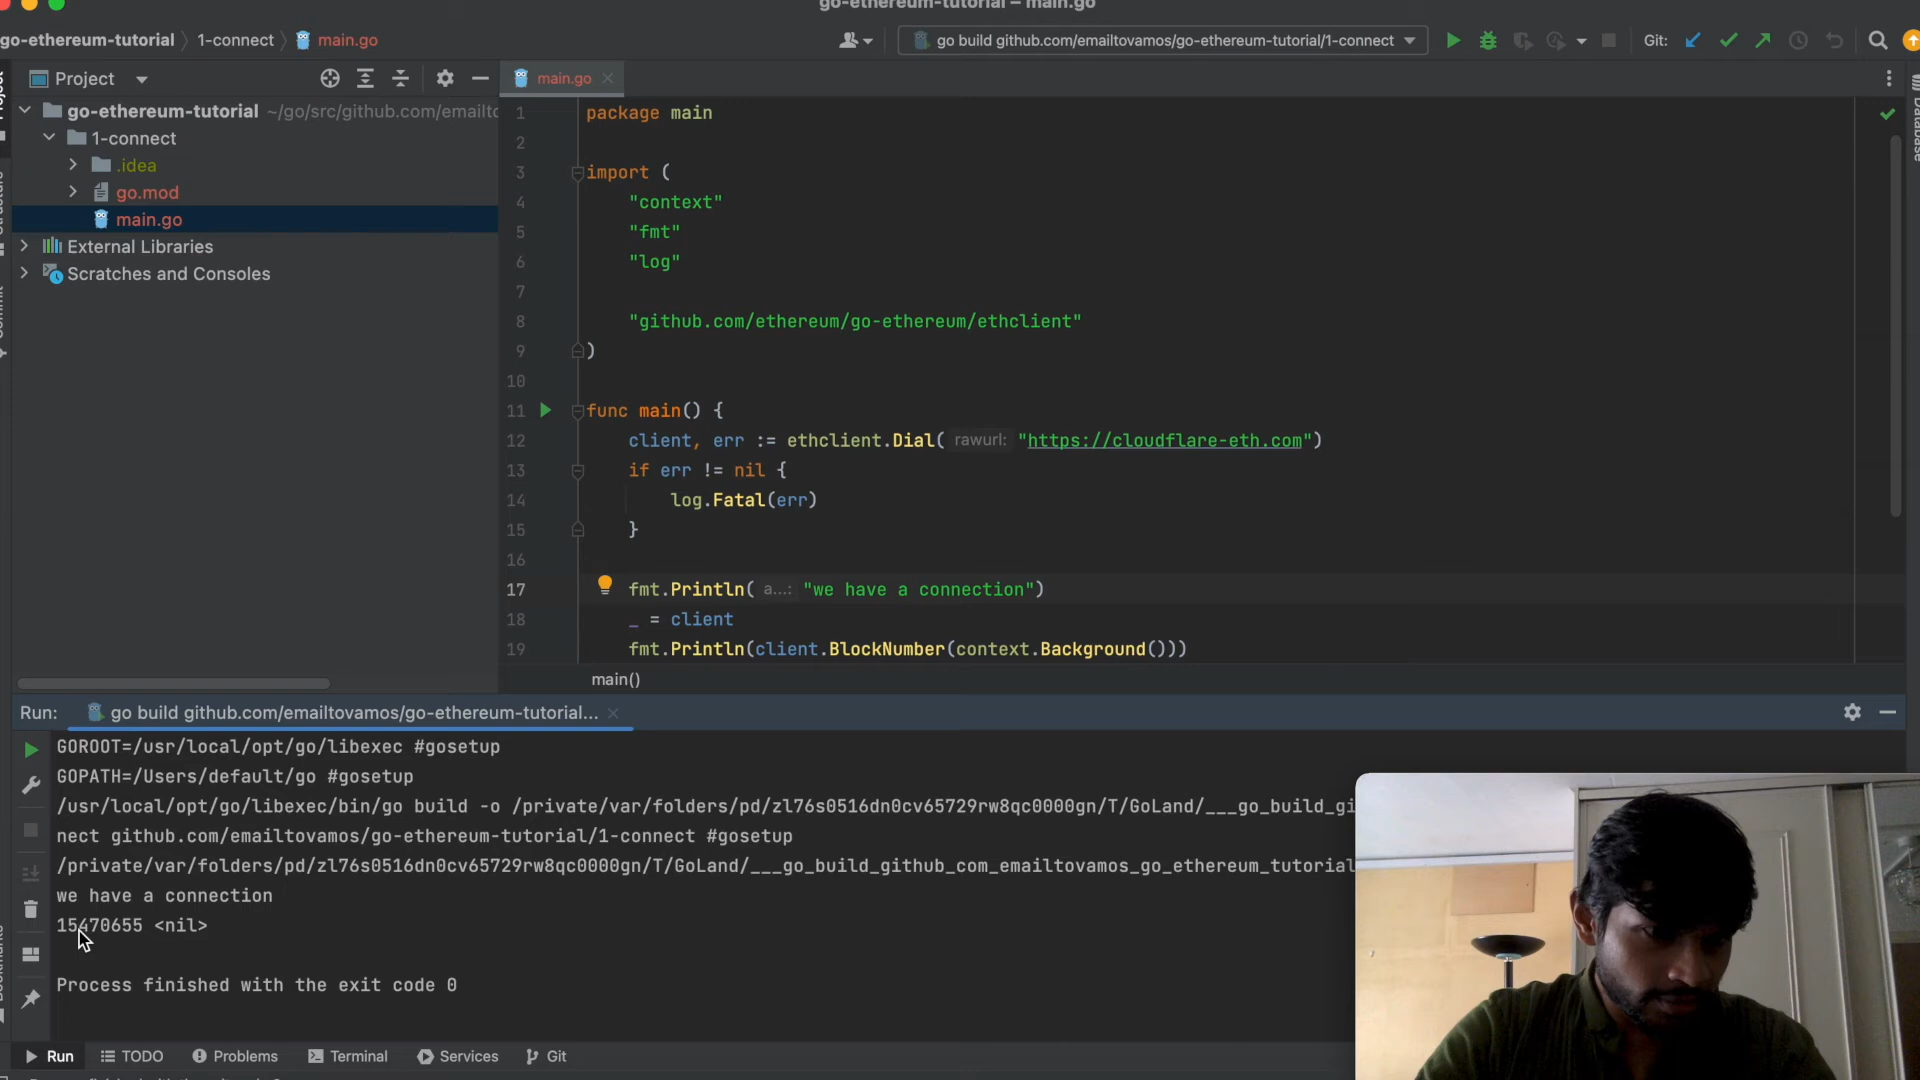 go-ethereum-tutorial – main.go
go-ethereum-tutorial 1-connect main.go
go build github.com/emailtovamos/go-ethereum-tutorial/1-connect
Git:
Project
main.go
go-ethereum-tutorial ~/go/src/github.com/emailto
1-connect
.idea
go.mod
main.go
External Libraries
Scratches and Consoles
1 package main
2
3 import (
4 "context"
5 "fmt"
6 "log"
7
8 "github.com/ethereum/go-ethereum/ethclient"
9 )
10
11 func main() {
12 client, err := ethclient.Dial( rawurl: "https://cloudflare-eth.com")
13 if err != nil {
14 log.Fatal(err)
15 }
16
17 fmt.Println( a...: "we have a connection")
18 _ = client
19 fmt.Println(client.BlockNumber(context.Background()))
main()
Database
Run: go build github.com/emailtovamos/go-ethereum-tutorial...
GOROOT=/usr/local/opt/go/libexec #gosetup
GOPATH=/Users/default/go #gosetup
/usr/local/opt/go/libexec/bin/go build -o /private/var/folders/pd/zl76s0516dn0cv65729rw8qc0000gn/T/GoLand/___go_build_gi
nect github.com/emailtovamos/go-ethereum-tutorial/1-connect #gosetup
/private/var/folders/pd/zl76s0516dn0cv65729rw8qc0000gn/T/GoLand/___go_build_github_com_emailtovamos_go_ethereum_tutorial
we have a connection
15470655 <nil>
Process finished with the exit code 0
Run TODO Problems Terminal Services Git